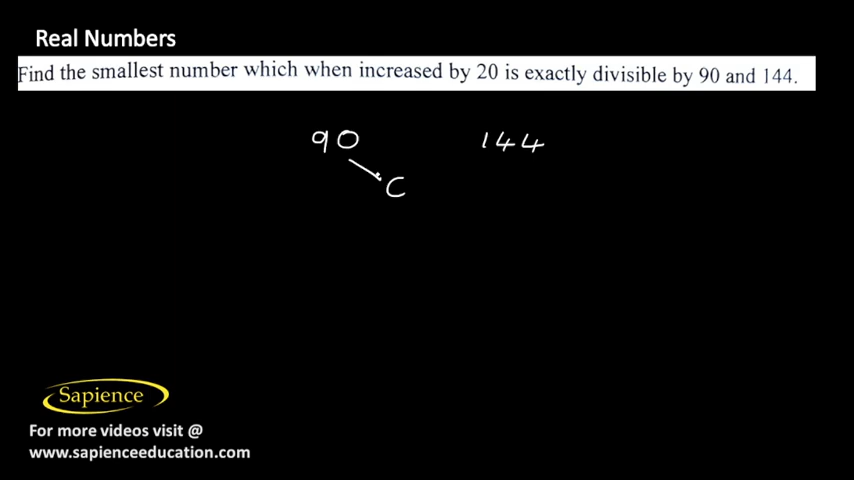 Real Numbers
Find the smallest number which when increased by 20 is exactly divisible by 90 and 144.
90 144
C
Sapience
For more videos visit @
www.sapienceeducation.com